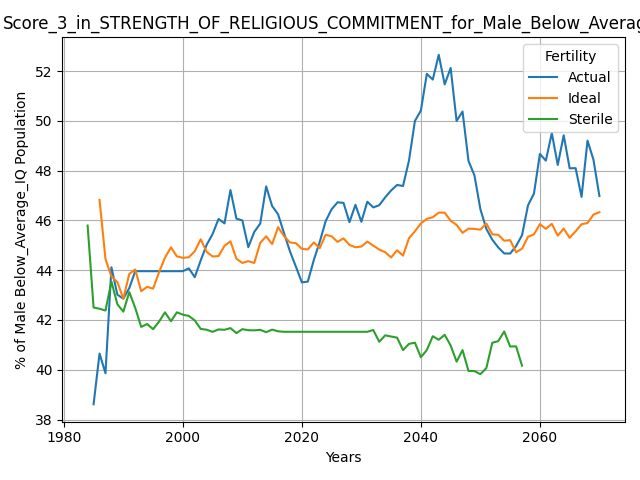 Score_3_in_STRENGTH_OF_RELIGIOUS_COMMITMENT_for_Male_Below_Averag
Fertility
Actual
Ideal
Sterile
% of Male Below_Average_IQ Population
52
50
48
46
44
42
40
38
1980
2000
2020
2040
2060
Years